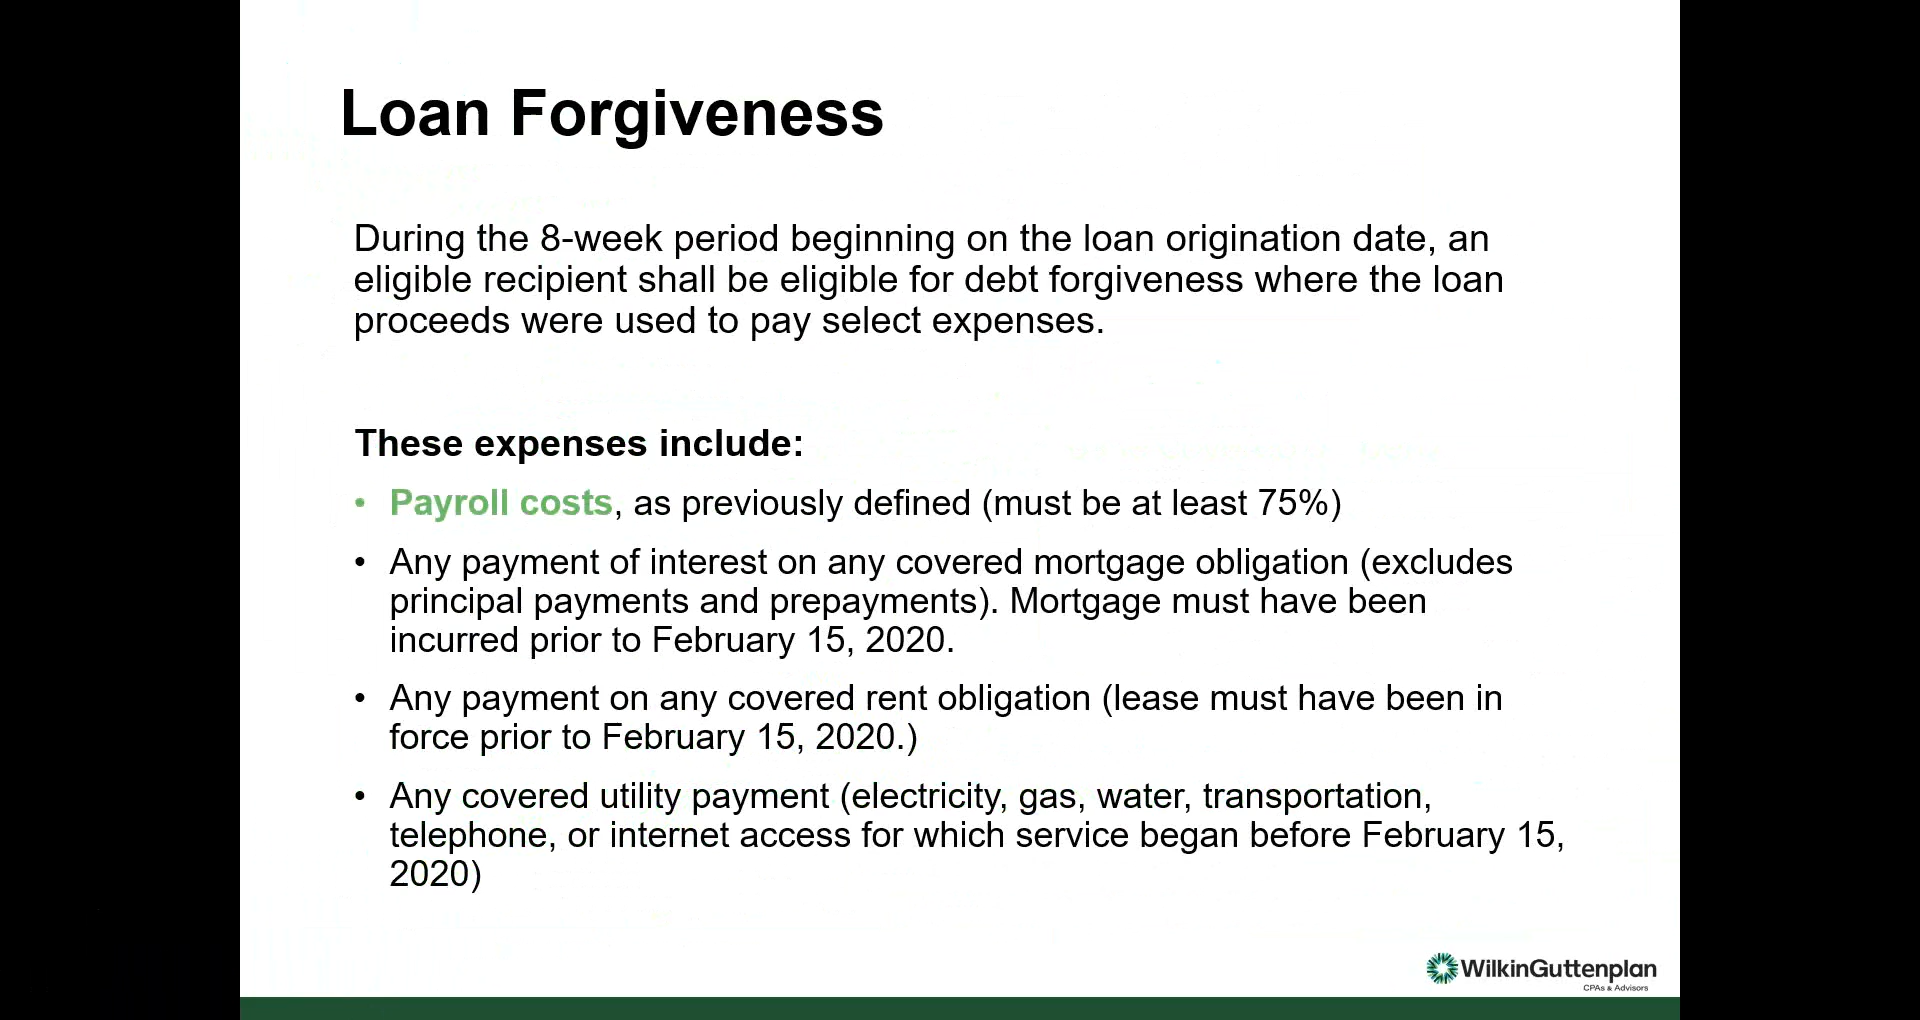 Loan Forgiveness
During the 8-week period beginning on the loan origination date, an
eligible recipient shall be eligible for debt forgiveness where the loan
proceeds were used to pay select expenses.
These expenses include:
• Payroll costs, as previously defined (must be at least 75%)
• Any payment of interest on any covered mortgage obligation (excludes
principal payments and prepayments). Mortgage must have been
incurred prior to February 15, 2020.
• Any payment on any covered rent obligation (lease must have been in
force prior to February 15, 2020.)
• Any covered utility payment (electricity, gas, water, transportation,
telephone, or internet access for which service began before February 15,
2020)
WilkinGuttenplan
CPAs & Advisors